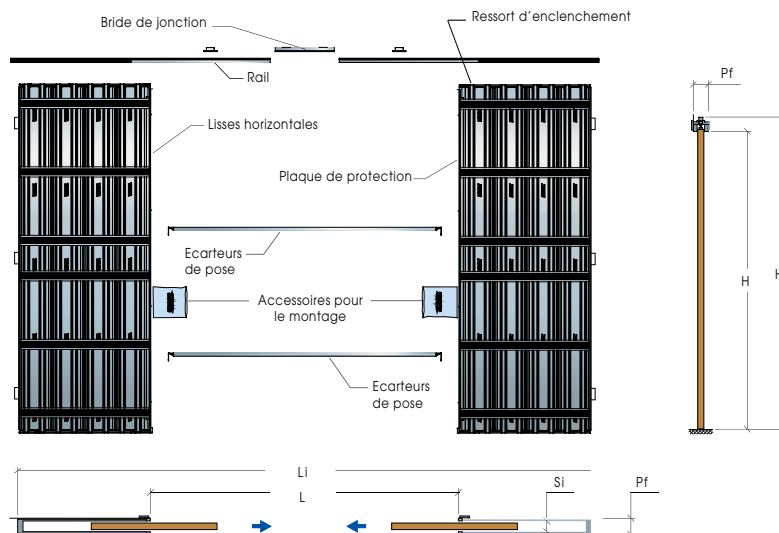 Bride de jonction
Ressort d'enclenchement
Rail
Pf
Lisses horizontales
Plaque de protection
Ecarteurs
de pose
H
Accessoires pour
le montage
Ecarteurs
de pose
Li
L
Si
Pf